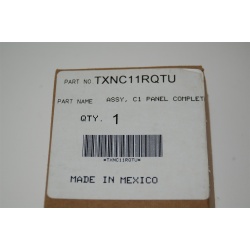 PART NO. TXNC11RQTU
PART NAME ASSY, C1 PANEL COMPLET
QTY. 1
*TXNC11RQTU*
MADE IN MEXICO